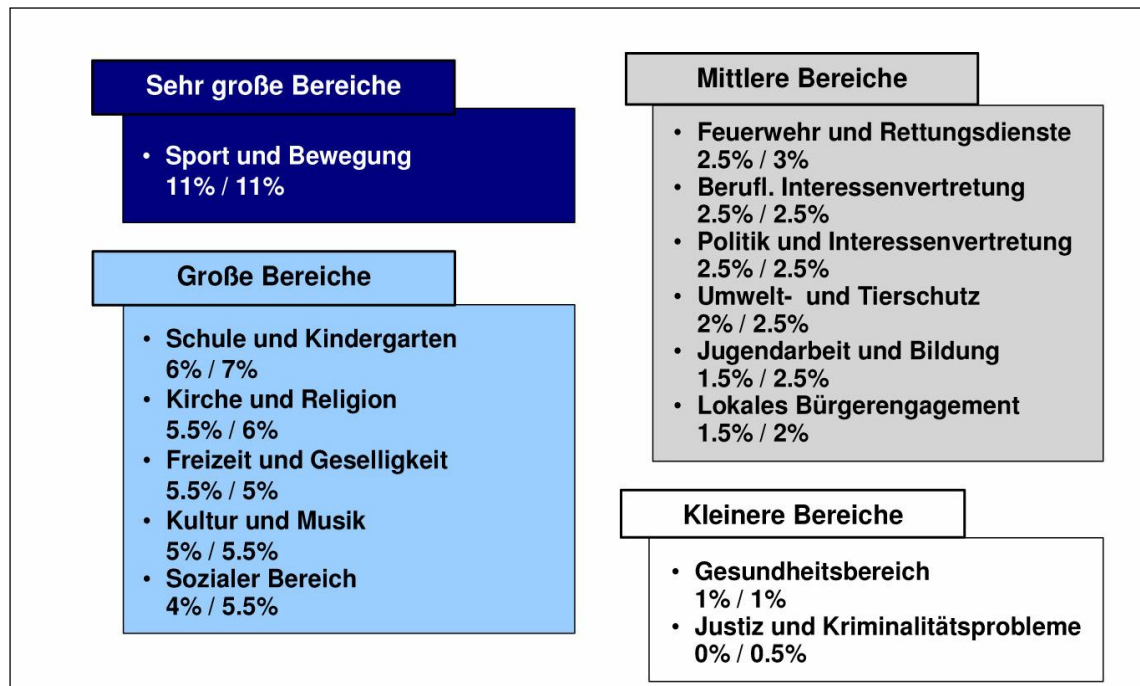 Sehr große Bereiche
• Sport und Bewegung
11% / 11%
Große Bereiche
• Schule und Kindergarten
6% / 7%
• Kirche und Religion
5.5% / 6%
• Freizeit und Geselligkeit
5.5% / 5%
• Kultur und Musik
5% / 5.5%
• Sozialer Bereich
4% / 5.5%
Mittlere Bereiche
• Feuerwehr und Rettungsdienste
2.5% / 3%
• Berufl. Interessenvertretung
2.5% / 2.5%
• Politik und Interessenvertretung
2.5% / 2.5%
• Umwelt- und Tierschutz
2% / 2.5%
• Jugendarbeit und Bildung
1.5% / 2.5%
• Lokales Bürgerengagement
1.5% / 2%
Kleinere Bereiche
• Gesundheitsbereich
1% / 1%
• Justiz und Kriminalitätsprobleme
0% / 0.5%